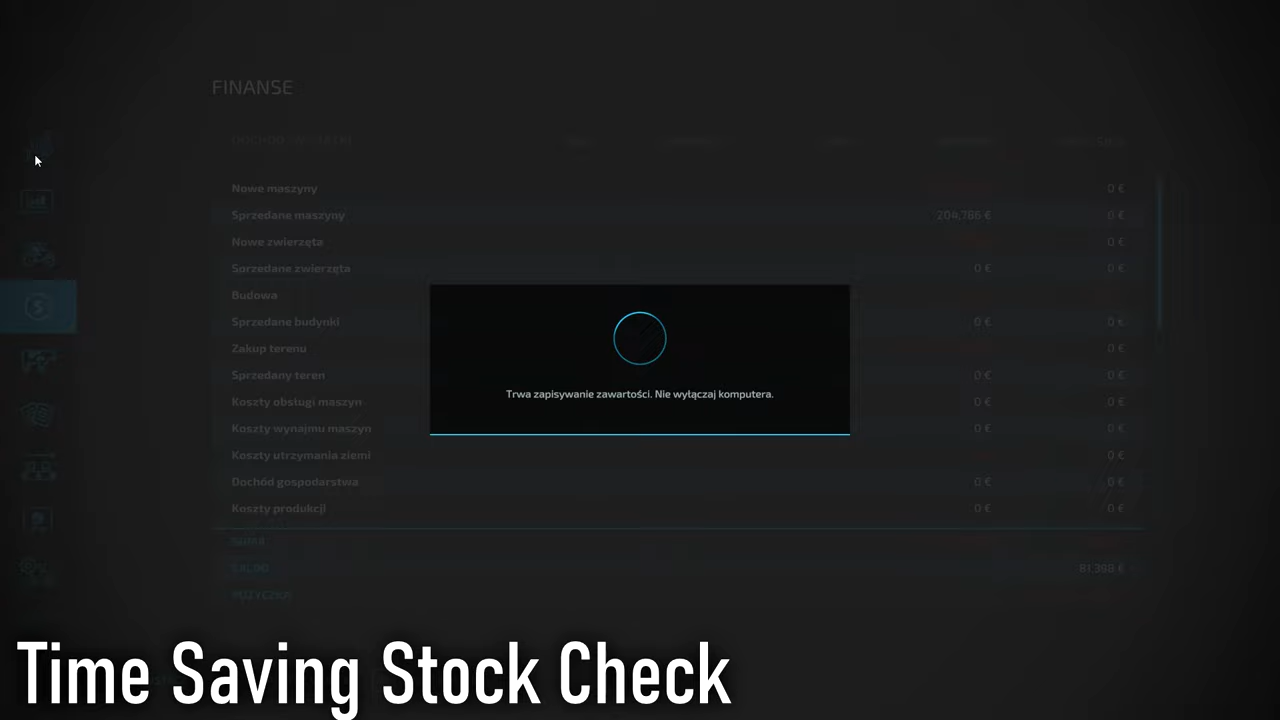 FINANSE
Nowe maszyny 0 €
Sprzedane maszyny 204,786 € 0 €
Nowe zwierzęta 0 €
Sprzedane zwierzęta 0 € 0 €
Budowa 0 €
Sprzedane budynki 0 € 0 €
Zakup terenu 0 €
Sprzedany teren 0 € 0 €
Koszty obsługi maszyn 0 € 0 €
Koszty wynajmu maszyn 0 € 0 €
Koszty utrzymania ziemi 0 €
Dochód gospodarstwa 0 € 0 €
Koszty produkcji 0 € 0 €
SALDO 81,398 €
POŻYCZKA
Trwa zapisywanie zawartości. Nie wyłączaj komputera.
Time Saving Stock Check